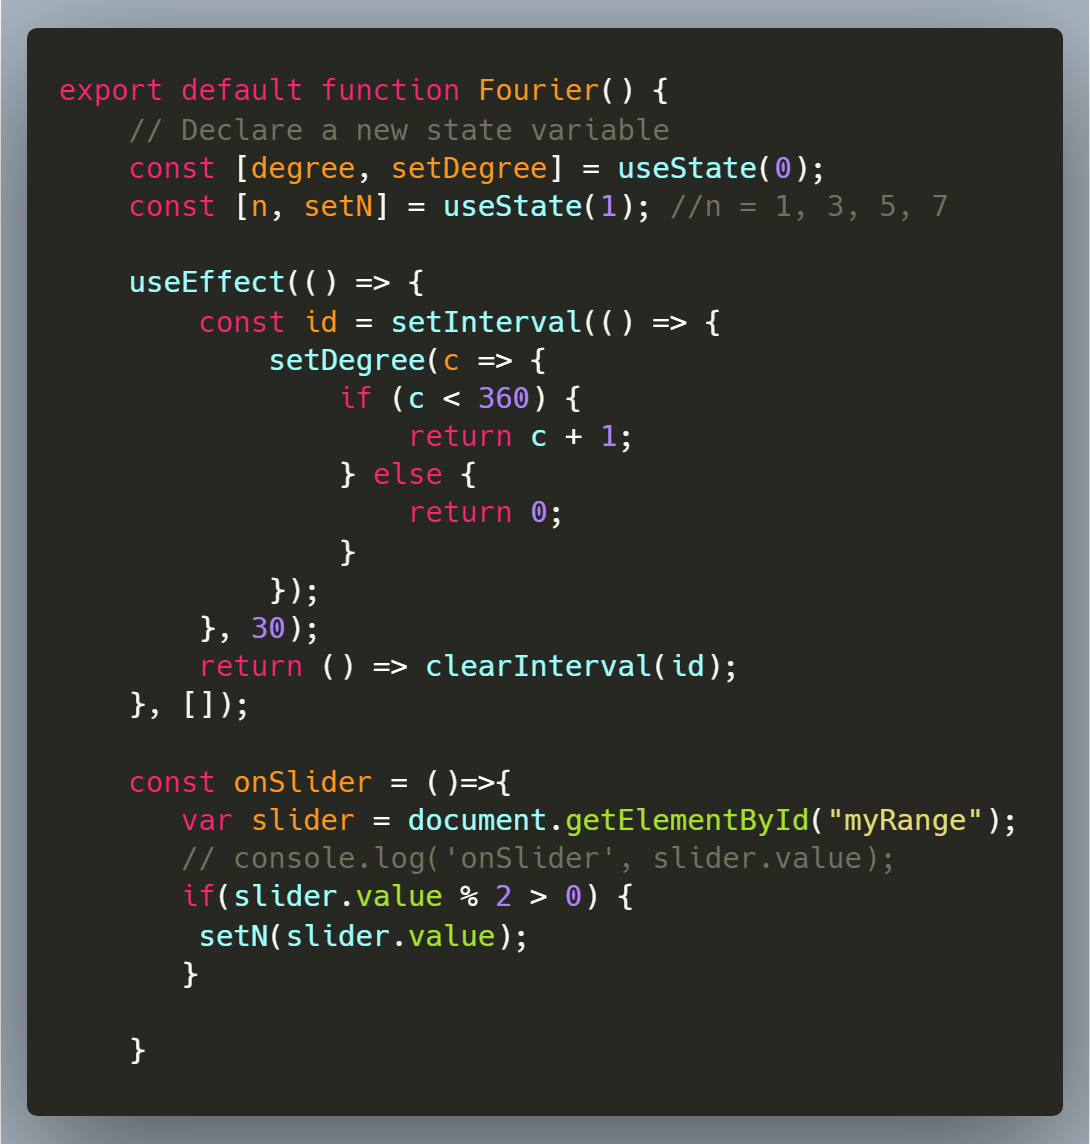 export default function Fourier() {
    // Declare a new state variable
    const [degree, setDegree] = useState(0);
    const [n, setN] = useState(1); //n = 1, 3, 5, 7

    useEffect(() => {
        const id = setInterval(() => {
            setDegree(c => {
                if (c < 360) {
                    return c + 1;
                } else {
                    return 0;
                }
            });
        }, 30);
        return () => clearInterval(id);
    }, []);

    const onSlider = ()=>{
       var slider = document.getElementById("myRange");
       // console.log('onSlider', slider.value);
       if(slider.value % 2 > 0) {
        setN(slider.value);
       }

    }